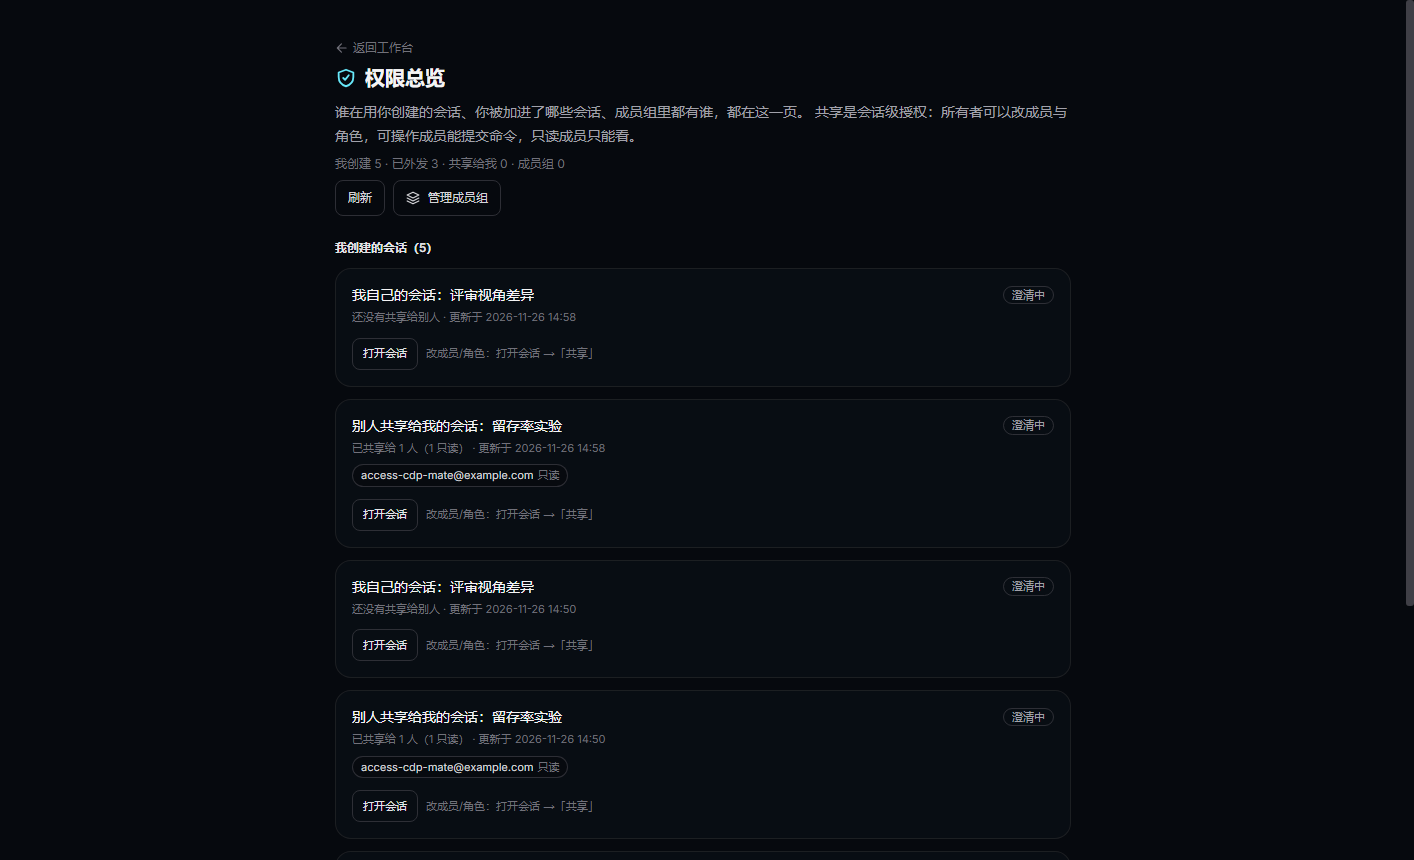 ← 返回工作台
权限总览
谁在用你创建的会话、你被加进了哪些会话、成员组里都有谁，都在这一页。 共享是会话级授权：所有者可以改成员与
角色，可操作成员能提交命令，只读成员只能看。
我创建 5 · 已外发 3 · 共享给我 0 · 成员组 0
刷新 管理成员组
我创建的会话（5）
我自己的会话：评审视角差异 澄清中
还没有共享给别人 · 更新于 2026-11-26 14:58
打开会话 改成员/角色：打开会话 →「共享」
别人共享给我的会话：留存率实验 澄清中
已共享给 1 人（1 只读） · 更新于 2026-11-26 14:58
access-cdp-mate@example.com 只读
打开会话 改成员/角色：打开会话 →「共享」
我自己的会话：评审视角差异 澄清中
还没有共享给别人 · 更新于 2026-11-26 14:50
打开会话 改成员/角色：打开会话 →「共享」
别人共享给我的会话：留存率实验 澄清中
已共享给 1 人（1 只读） · 更新于 2026-11-26 14:50
access-cdp-mate@example.com 只读
打开会话 改成员/角色：打开会话 →「共享」